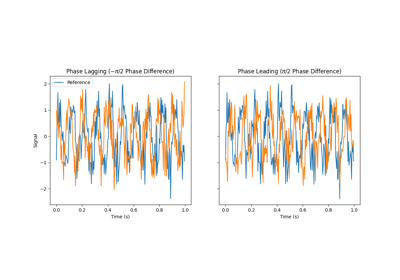 Phase Lagging (−π/2 Phase Difference)
Reference
2
1
0
−1
−2
Signal
0.0 0.2 0.4 0.6 0.8 1.0
Time (s)
Phase Leading (π/2 Phase Difference)
0.0 0.2 0.4 0.6 0.8 1.0
Time (s)